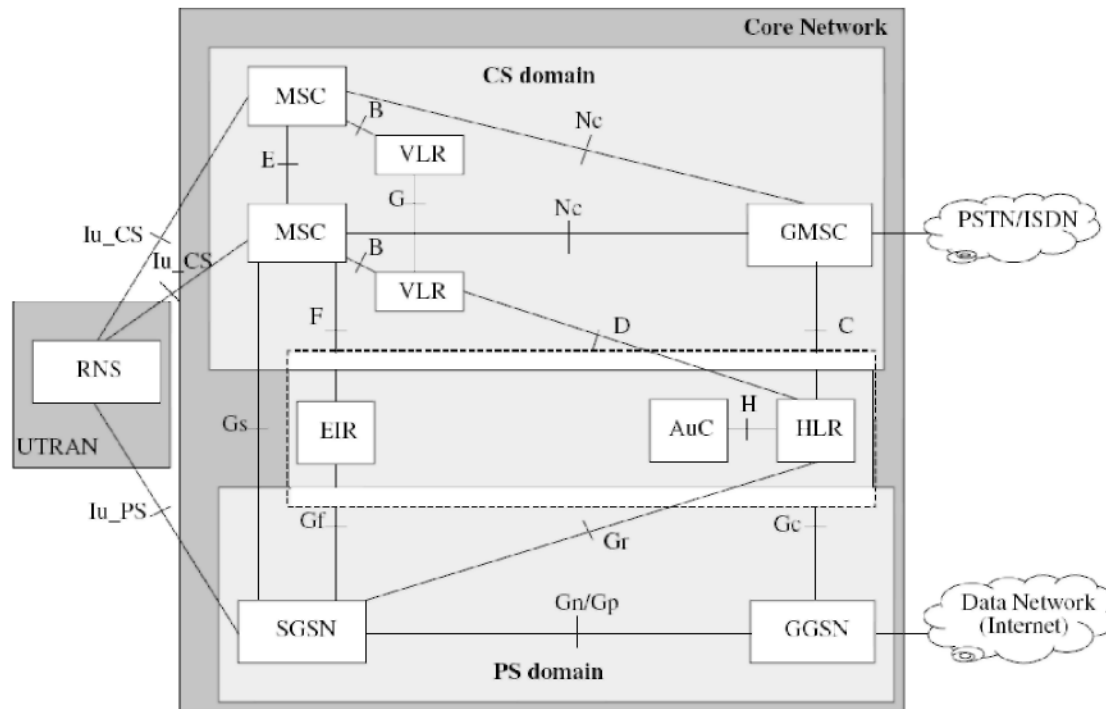 Core Network
CS domain
MSC
B
Nc
VLR
E
G
Iu_CS
MSC
Nc
GMSC
PSTN/ISDN
Iu_CS
B
VLR
F
D
C
RNS
UTRAN
Gs
EIR
AuC
H
HLR
Iu_PS
Gf
Gr
Gc
SGSN
Gn/Gp
GGSN
Data Network
(Internet)
PS domain